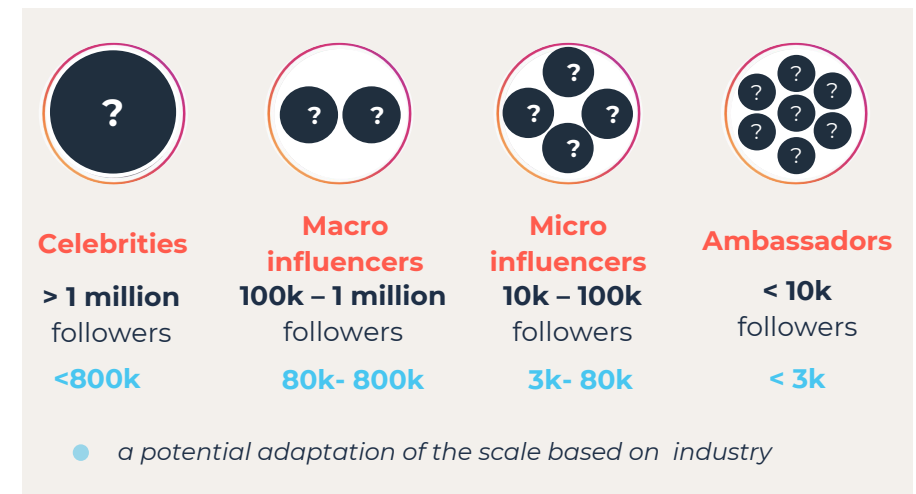 ?
? ?
?
? ?
?
?
? ?
?
? ?
?
Celebrities
> 1 million
followers
<800k
Macro
influencers
100k – 1 million
followers
80k- 800k
Micro
influencers
10k – 100k
followers
3k- 80k
Ambassadors
< 10k
followers
< 3k
a potential adaptation of the scale based on industry